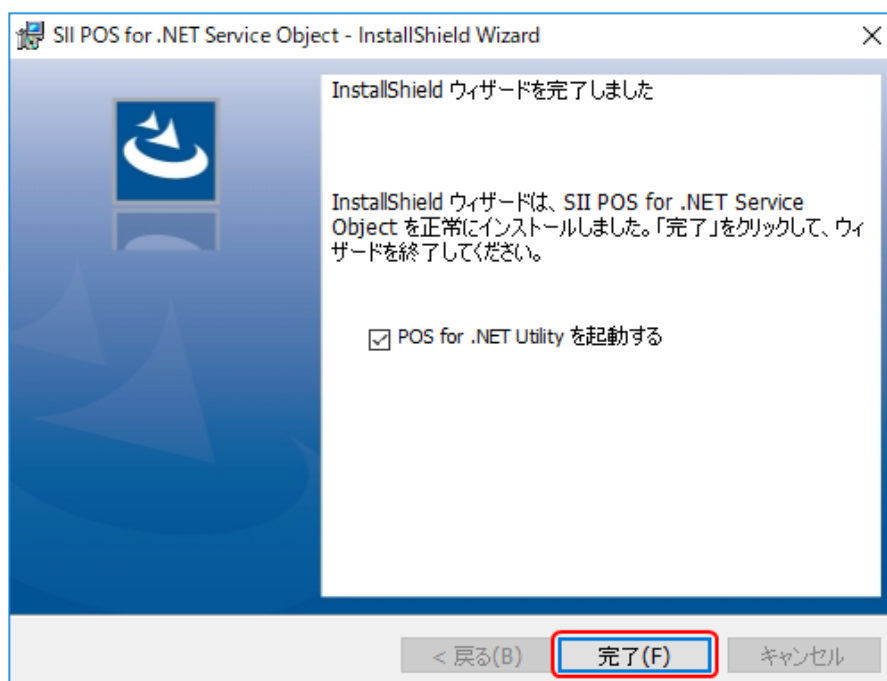 SII POS for .NET Service Object - InstallShield Wizard
InstallShield ウィザードを完了しました
InstallShield ウィザードは、SII POS for .NET Service
Object を正常にインストールしました。「完了」をクリックして、ウィ
ザードを終了してください。
POS for .NET Utility を起動する
< 戻る(B)
完了(F)
キャンセル